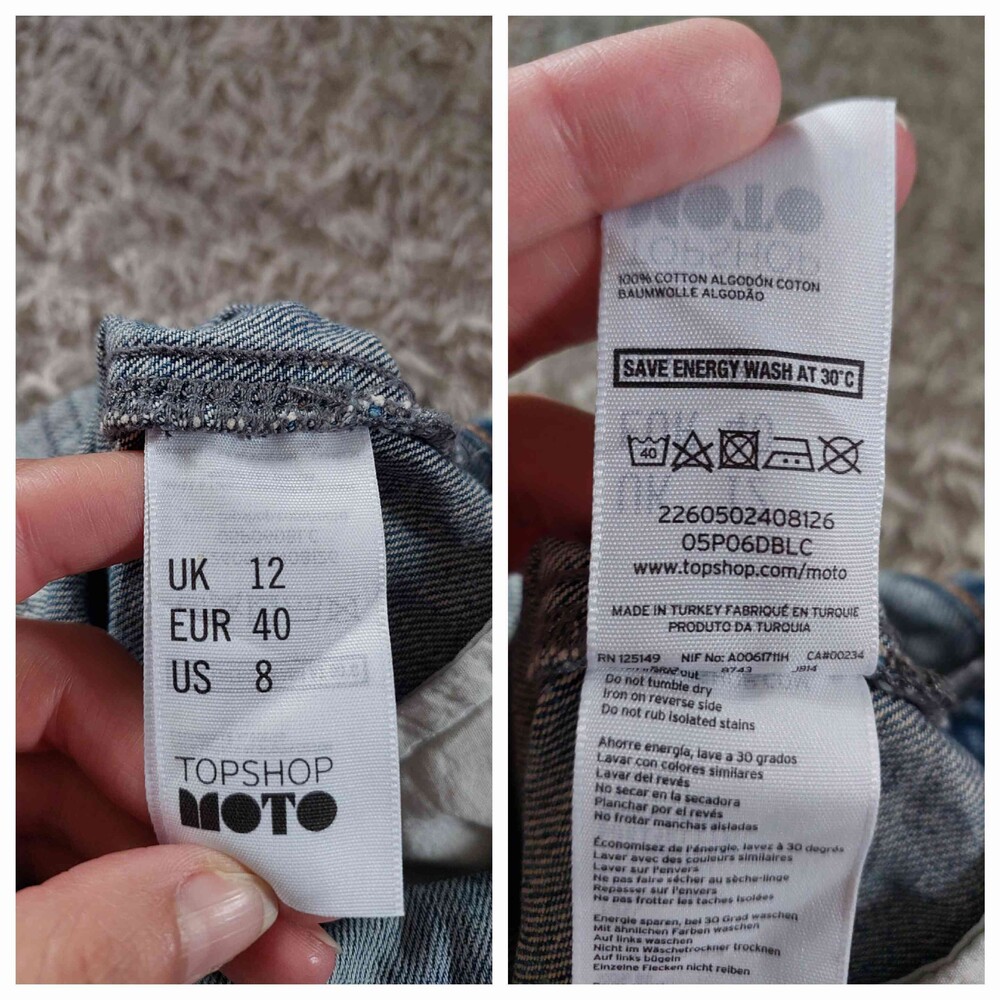 UK 12
EUR 40
US 8
TOPSHOP
MOTO
100% COTTON ALGODÓN COTON
BAUMWOLLE ALGODÃO
SAVE ENERGY WASH AT 30°C
40
2260502408126
05P06DBLC
www.topshop.com/moto
MADE IN TURKEY FABRIQUÉ EN TURQUIE
PRODUTO DA TURQUIA
RN 125149 NIF No: A0061711H CA#00234
8743 J914
Do not tumble dry
Iron on reverse side
Do not rub isolated stains
Ahorre energía, lave a 30 grados
Lavar con colores similares
Lavar del revés
No secar en la secadora
Planchar por el revés
No frotar manchas aisladas
Économisez de l'énergie, lavez à 30 degrés
Laver avec des couleurs similaires
Laver sur l'envers
Ne pas faire sécher au sèche-linge
Repasser sur l'envers
Ne pas frotter les taches isolées
Energie sparen, bei 30 Grad waschen
Mit ähnlichen Farben waschen
Auf links waschen
Nicht im Wäschetrockner trocknen
Auf links bügeln
Einzelne Flecken nicht reiben